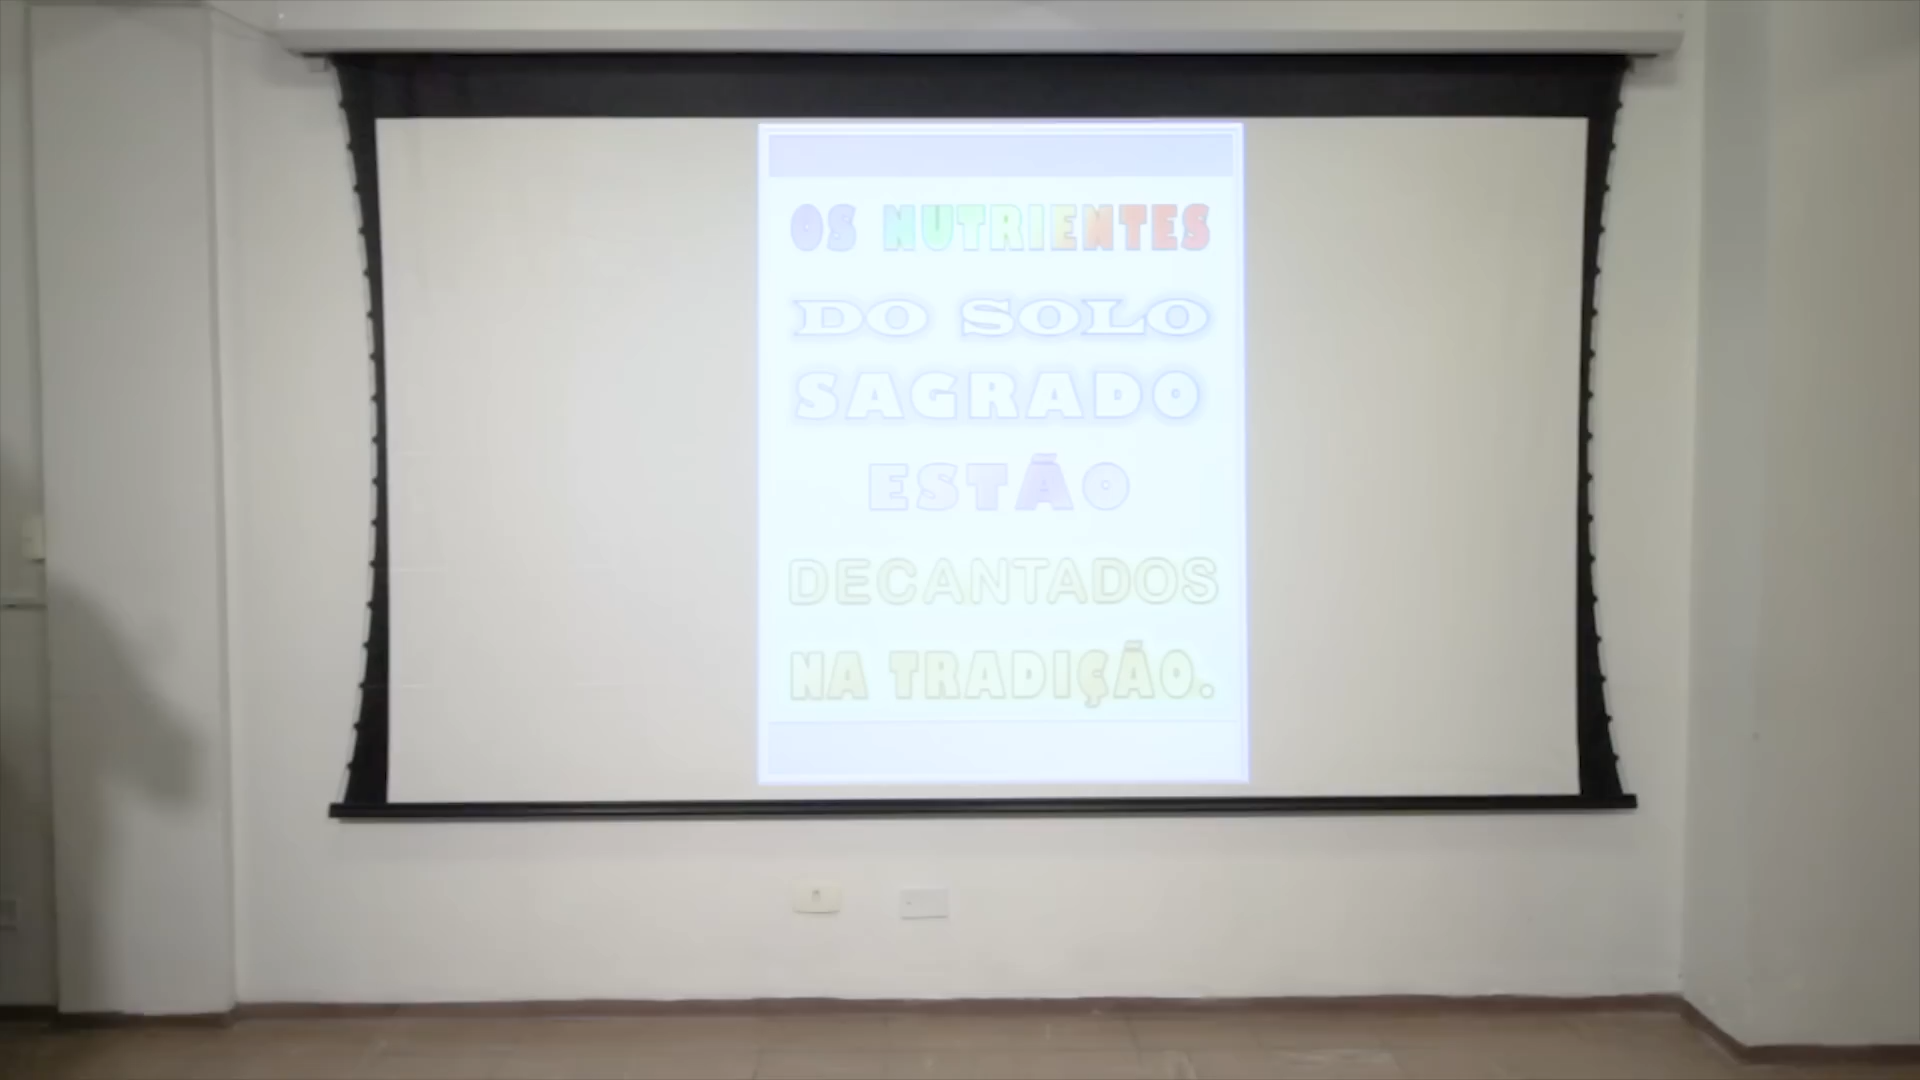 OS NUTRIENTES
DO SOLO
SAGRADO
ESTÃO
DECANTADOS
NA TRADIÇÃO.